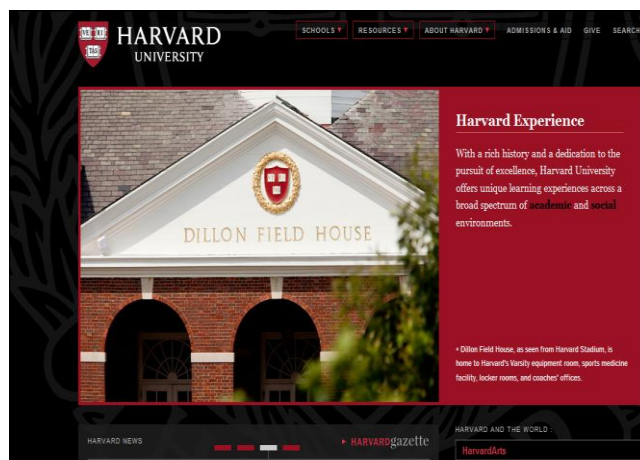 VE RI
TAS
HARVARD
UNIVERSITY
SCHOOLS
RESOURCES
ABOUT HARVARD
ADMISSIONS & AID
GIVE
SEARCH
DILLON FIELD HOUSE
Harvard Experience
With a rich history and a dedication to the
pursuit of excellence, Harvard University
offers unique learning experiences across a
broad spectrum of academic and social
environments.
• Dillon Field House, as seen from Harvard Stadium, is
home to Harvard's Varsity equipment room, sports medicine
facility, locker rooms, and coaches' offices.
HARVARD NEWS
HARVARDgazette
HARVARD AND THE WORLD :
HarvardArts